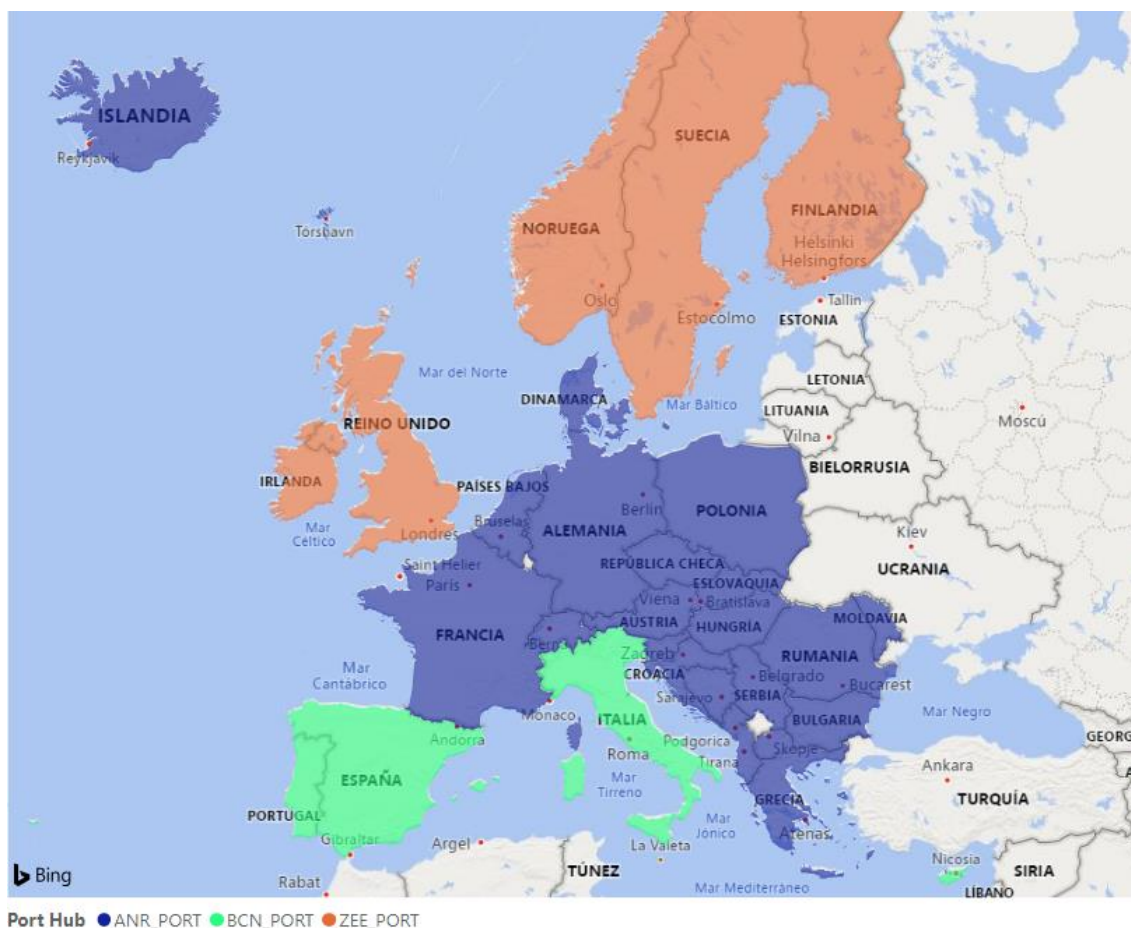 ISLANDIA
Reykjavik
Tórshavn
SUECIA
NORUEGA
FINLANDIA
Helsinki
Helsingfors
Oslo
Estocolmo
Tallin
ESTONIA
Mar del Norte
LETONIA
DINAMARCA
Mar Báltico
LITUANIA
Vilna
Moscú
REINO UNIDO
BIELORRUSIA
IRLANDA
PAÍSES BAJOS
Berlín
POLONIA
Mar
Céltico
Londres
Bruselas
ALEMANIA
Kiev
UCRANIA
Saint Helier
París
REPÚBLICA CHECA
ESLOVAQUIA
Viena
Bratislava
AUSTRIA
HUNGRÍA
MOLDAVIA
FRANCIA
Berna
Zagreb
RUMANIA
CROACIA
Belgrado
Bucarest
Mar
Cantábrico
Sarajevo
SERBIA
Mónaco
ITALIA
BULGARIA
Mar Negro
Andorra
Roma
Podgorica
Skopje
Tirana
GEORG
ESPAÑA
Mar
Tirreno
Ankara
TURQUÍA
PORTUGAL
GRECIA
Mar
Jónico
Atenas
Gibraltar
Argel
La Valeta
TÚNEZ
Nicosia
SIRIA
LÍBANO
Rabat
Mar Mediterráneo
Bing
Port Hub ANR_PORT BCN_PORT ZEE_PORT